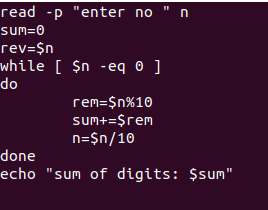 read -p "enter no " n
sum=0
rev=$n
while [ $n -eq 0 ]
do
        rem=$n%10
        sum+=$rem
        n=$n/10
done
echo "sum of digits: $sum"